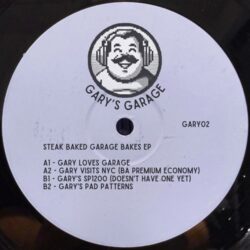 GARY'S GARAGE
GARY02
STEAK BAKED GARAGE BAKES EP
A1 - GARY LOVES GARAGE
A2 - GARY VISITS NYC (BA PREMIUM ECONOMY)
B1 - GARY'S SP1200 (DOESN'T HAVE ONE YET)
B2 - GARY'S PAD PATTERNS